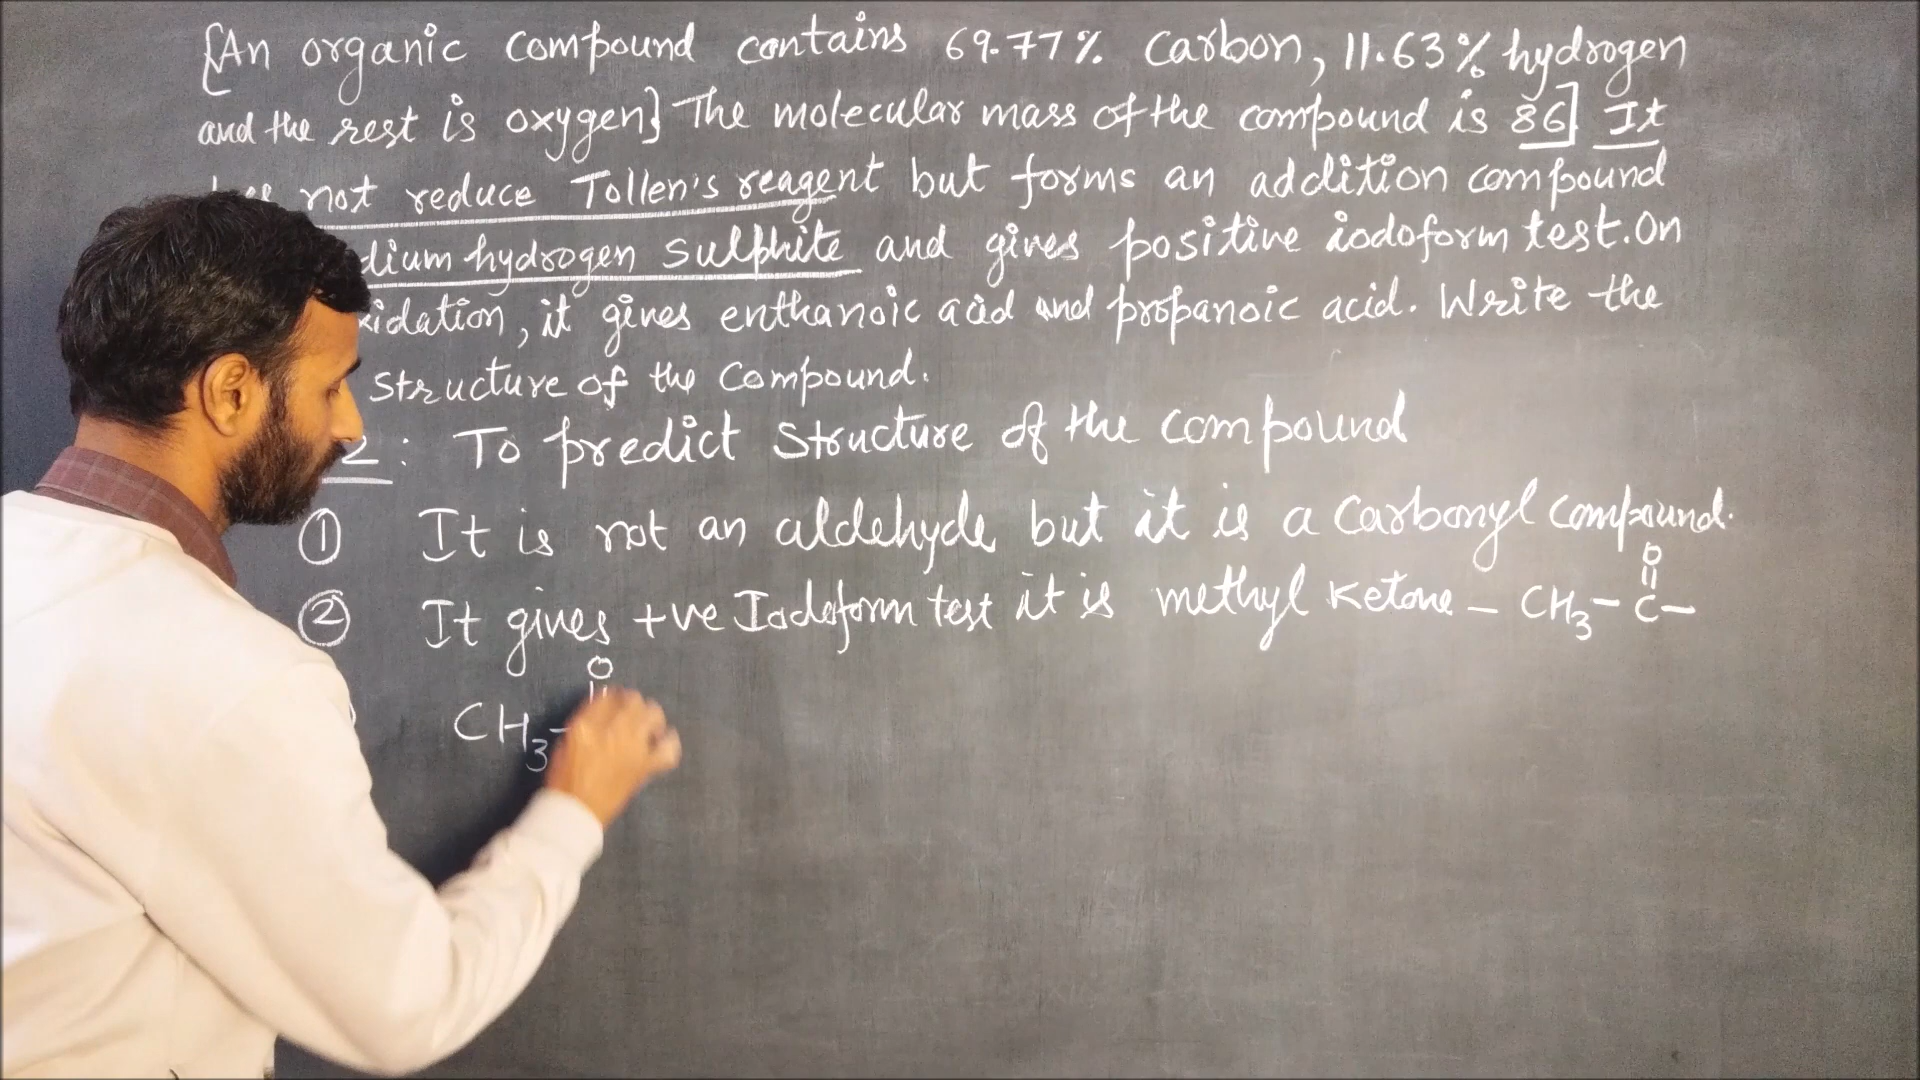 [An organic compound contains 69.77% Carbon, 11.63% hydrogen
and the rest is oxygen] The molecular mass of the compound is 86] It
not reduce Tollen's reagent but forms an addition compound
dium hydrogen sulphite and gives positive iodoform test. On
idation, it gives enthanoic acid and propanoic acid. Write the
structure of the compound.
2 : To predict structure of the compound
① It is not an aldehyde but it is a Carbonyl compound.
② It gives +ve Iodoform test it is methyl ketone – CH3–C–
O
||
O
||
CH3–